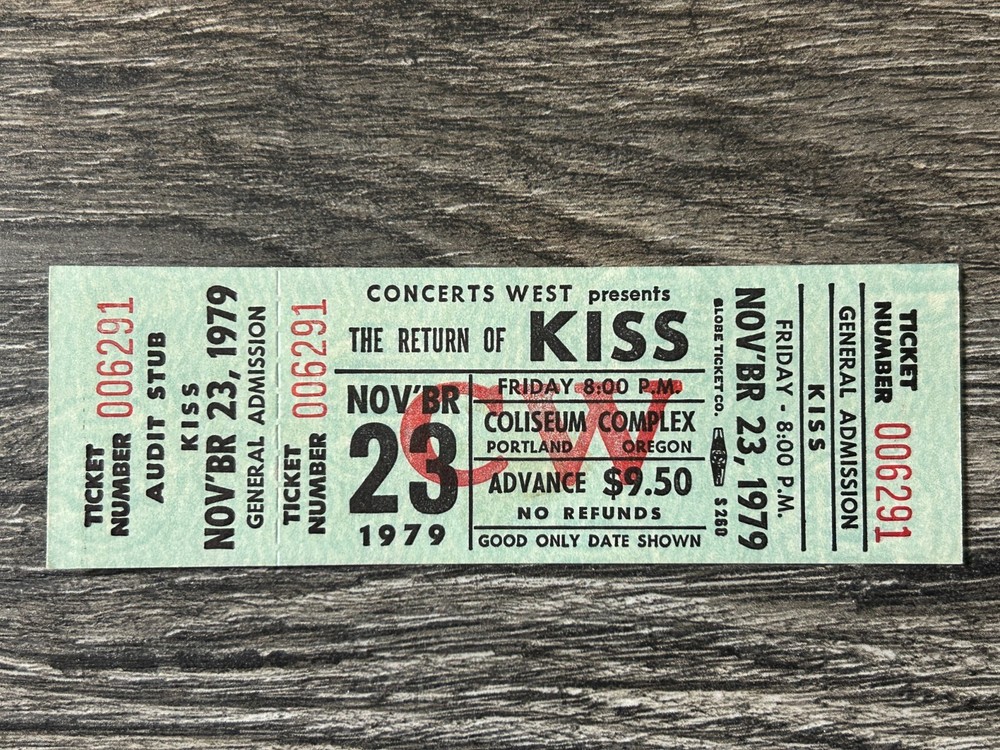 TICKET
NUMBER 006291
AUDIT STUB
KISS
NOV'BR 23, 1979
GENERAL ADMISSION
TICKET
NUMBER 006291
CONCERTS WEST presents
THE RETURN OF KISS
NOV'BR
23
1979
CW
FRIDAY 8:00 P.M.
COLISEUM COMPLEX
PORTLAND OREGON
ADVANCE $9.50
NO REFUNDS
GOOD ONLY DATE SHOWN
GLOBE TICKET CO. S 260
NOV'BR 23, 1979
FRIDAY - 8:00 P.M.
KISS
GENERAL ADMISSION
TICKET
NUMBER 006291